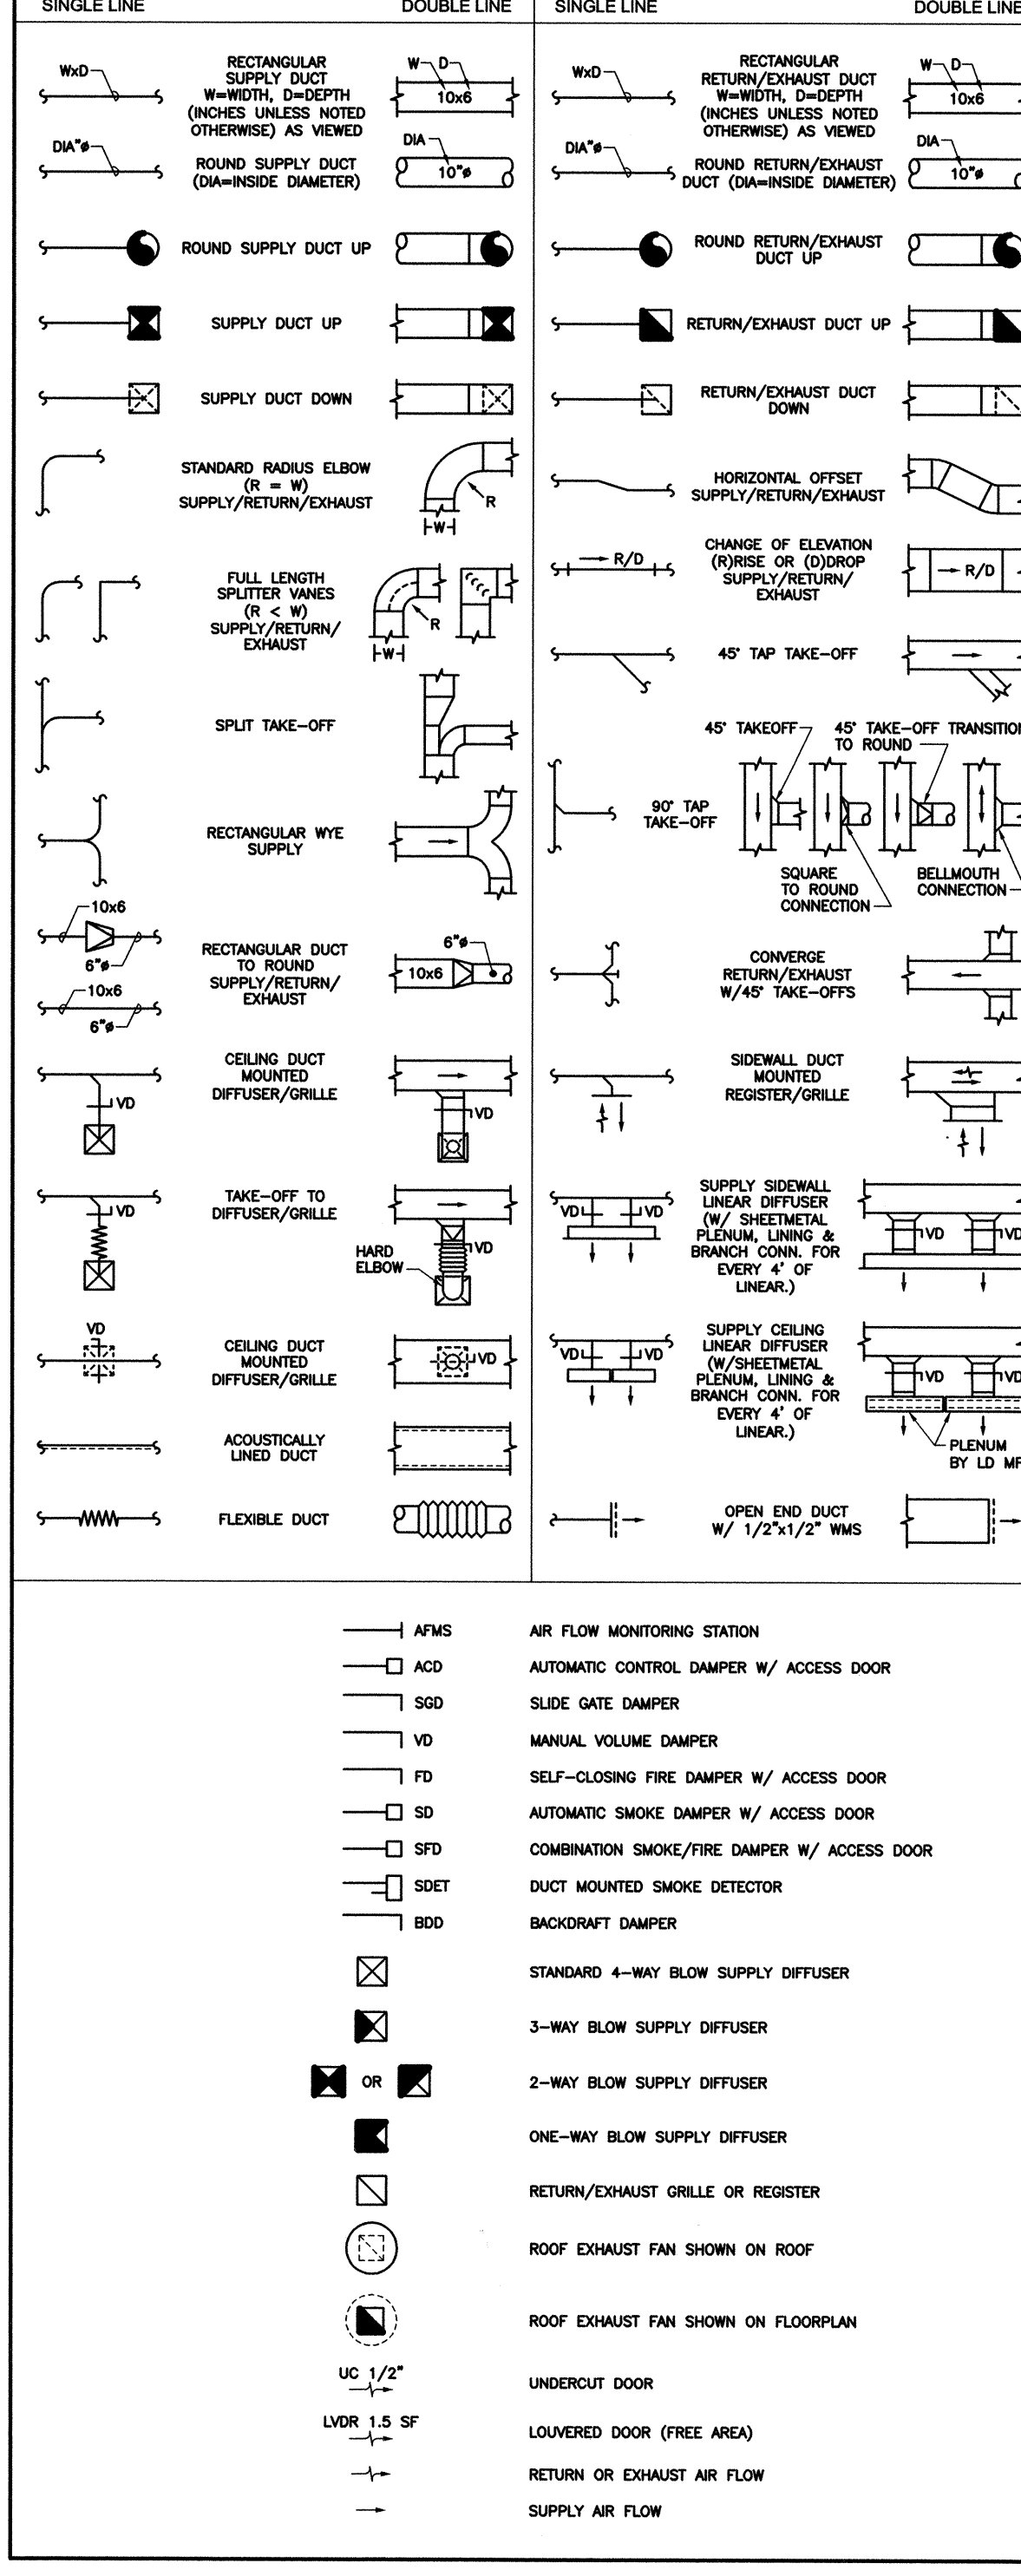 SINGLE LINE
DOUBLE LINE
WxD
RECTANGULAR
SUPPLY DUCT
W=WIDTH, D=DEPTH
(INCHES UNLESS NOTED
OTHERWISE) AS VIEWED
W
D
10x6
DIA"ø
ROUND SUPPLY DUCT
(DIA=INSIDE DIAMETER)
DIA
10"ø
ROUND SUPPLY DUCT UP
SUPPLY DUCT UP
SUPPLY DUCT DOWN
STANDARD RADIUS ELBOW
(R = W)
SUPPLY/RETURN/EXHAUST
R
W
FULL LENGTH
SPLITTER VANES
(R < W)
SUPPLY/RETURN/
EXHAUST
R
W
SPLIT TAKE-OFF
RECTANGULAR WYE
SUPPLY
10x6
6"ø
10x6
6"ø
RECTANGULAR DUCT
TO ROUND
SUPPLY/RETURN/
EXHAUST
6"ø
10x6
CEILING DUCT
MOUNTED
DIFFUSER/GRILLE
VD
VD
TAKE-OFF TO
DIFFUSER/GRILLE
VD
HARD
ELBOW
VD
VD
CEILING DUCT
MOUNTED
DIFFUSER/GRILLE
VD
ACOUSTICALLY
LINED DUCT
FLEXIBLE DUCT
SINGLE LINE
DOUBLE LINE
WxD
RECTANGULAR
RETURN/EXHAUST DUCT
W=WIDTH, D=DEPTH
(INCHES UNLESS NOTED
OTHERWISE) AS VIEWED
W
D
10x6
DIA"ø
ROUND RETURN/EXHAUST
DUCT (DIA=INSIDE DIAMETER)
DIA
10"ø
ROUND RETURN/EXHAUST
DUCT UP
RETURN/EXHAUST DUCT UP
RETURN/EXHAUST DUCT
DOWN
HORIZONTAL OFFSET
SUPPLY/RETURN/EXHAUST
R/D
CHANGE OF ELEVATION
(R)RISE OR (D)DROP
SUPPLY/RETURN/
EXHAUST
R/D
45° TAP TAKE-OFF
45° TAKEOFF
45° TAKE-OFF TRANSITION
TO ROUND
90° TAP
TAKE-OFF
SQUARE
TO ROUND
CONNECTION
BELLMOUTH
CONNECTION
CONVERGE
RETURN/EXHAUST
W/45° TAKE-OFFS
SIDEWALL DUCT
MOUNTED
REGISTER/GRILLE
VD
VD
SUPPLY SIDEWALL
LINEAR DIFFUSER
(W/ SHEETMETAL
PLENUM, LINING &
BRANCH CONN. FOR
EVERY 4' OF
LINEAR.)
VD
VD
VD
VD
SUPPLY CEILING
LINEAR DIFFUSER
(W/SHEETMETAL
PLENUM, LINING &
BRANCH CONN. FOR
EVERY 4' OF
LINEAR.)
VD
VD
PLENUM
BY LD MF
OPEN END DUCT
W/ 1/2"x1/2" WMS
AFMS AIR FLOW MONITORING STATION
ACD AUTOMATIC CONTROL DAMPER W/ ACCESS DOOR
SGD SLIDE GATE DAMPER
VD MANUAL VOLUME DAMPER
FD SELF-CLOSING FIRE DAMPER W/ ACCESS DOOR
SD AUTOMATIC SMOKE DAMPER W/ ACCESS DOOR
SFD COMBINATION SMOKE/FIRE DAMPER W/ ACCESS DOOR
SDET DUCT MOUNTED SMOKE DETECTOR
BDD BACKDRAFT DAMPER
STANDARD 4-WAY BLOW SUPPLY DIFFUSER
3-WAY BLOW SUPPLY DIFFUSER
OR 2-WAY BLOW SUPPLY DIFFUSER
ONE-WAY BLOW SUPPLY DIFFUSER
RETURN/EXHAUST GRILLE OR REGISTER
ROOF EXHAUST FAN SHOWN ON ROOF
ROOF EXHAUST FAN SHOWN ON FLOORPLAN
UC 1/2"
UNDERCUT DOOR
LVDR 1.5 SF
LOUVERED DOOR (FREE AREA)
RETURN OR EXHAUST AIR FLOW
SUPPLY AIR FLOW